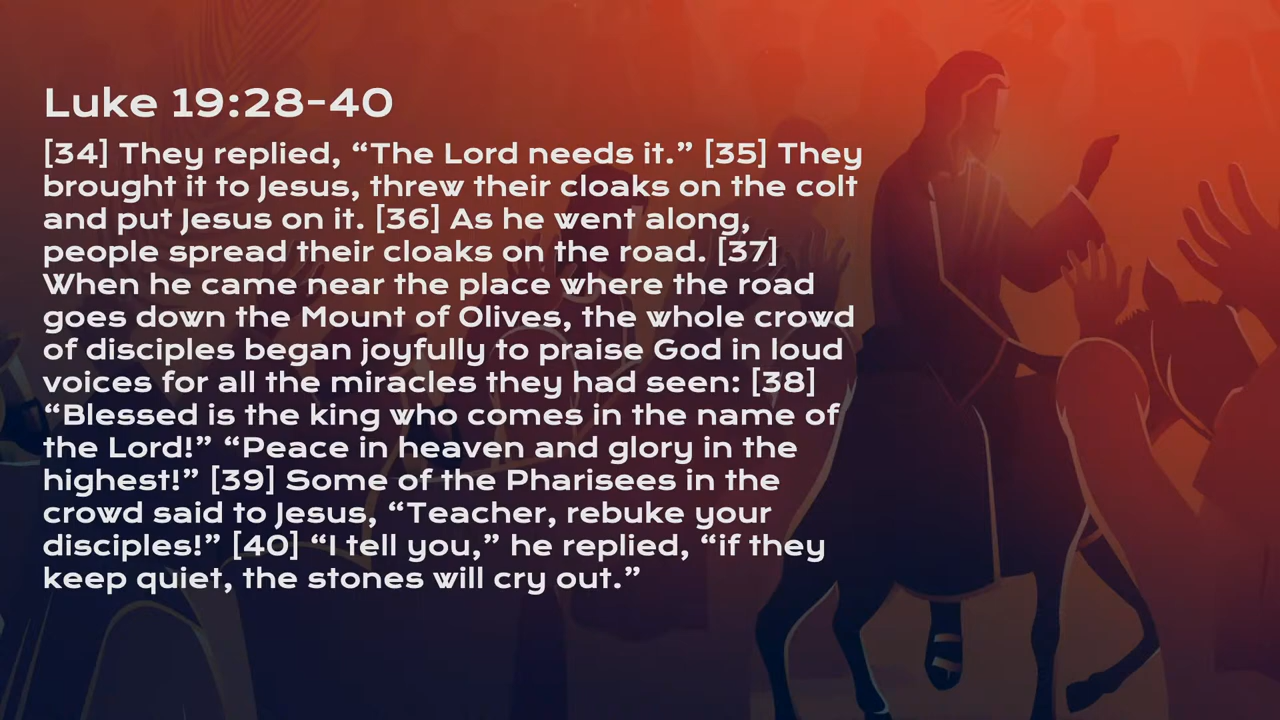 Luke 19:28-40
[34] They replied, “The Lord needs it.” [35] They
brought it to Jesus, threw their cloaks on the colt
and put Jesus on it. [36] As he went along,
people spread their cloaks on the road. [37]
When he came near the place where the road
goes down the Mount of Olives, the whole crowd
of disciples began joyfully to praise God in loud
voices for all the miracles they had seen: [38]
“Blessed is the king who comes in the name of
the Lord!” “Peace in heaven and glory in the
highest!” [39] Some of the Pharisees in the
crowd said to Jesus, “Teacher, rebuke your
disciples!” [40] “I tell you,” he replied, “if they
keep quiet, the stones will cry out.”